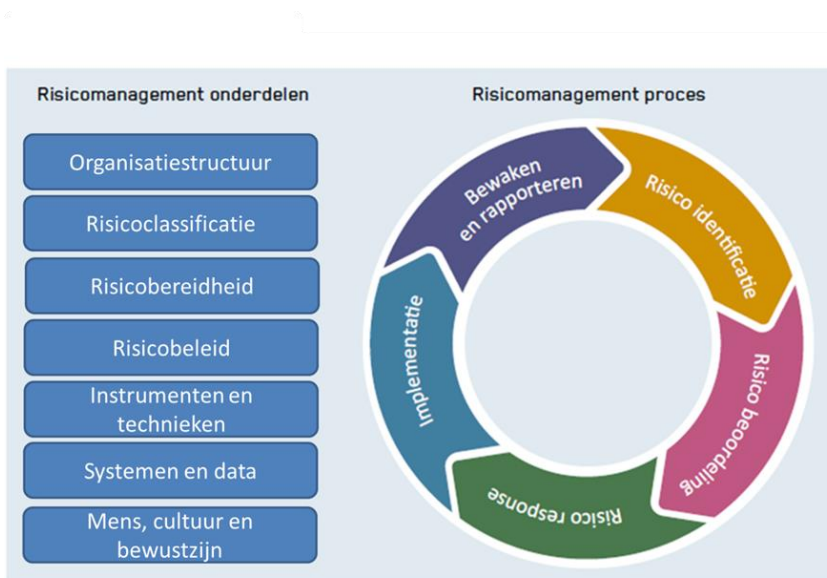 Risicomanagement onderdelen
Organisatiestructuur
Risicoclassificatie
Risicobereidheid
Risicobeleid
Instrumenten en
technieken
Systemen en data
Mens, cultuur en
bewustzijn
Risicomanagement proces
Bewaken
en rapporteren
Risico identificatie
Risico beoordeling
Risico response
Implementatie